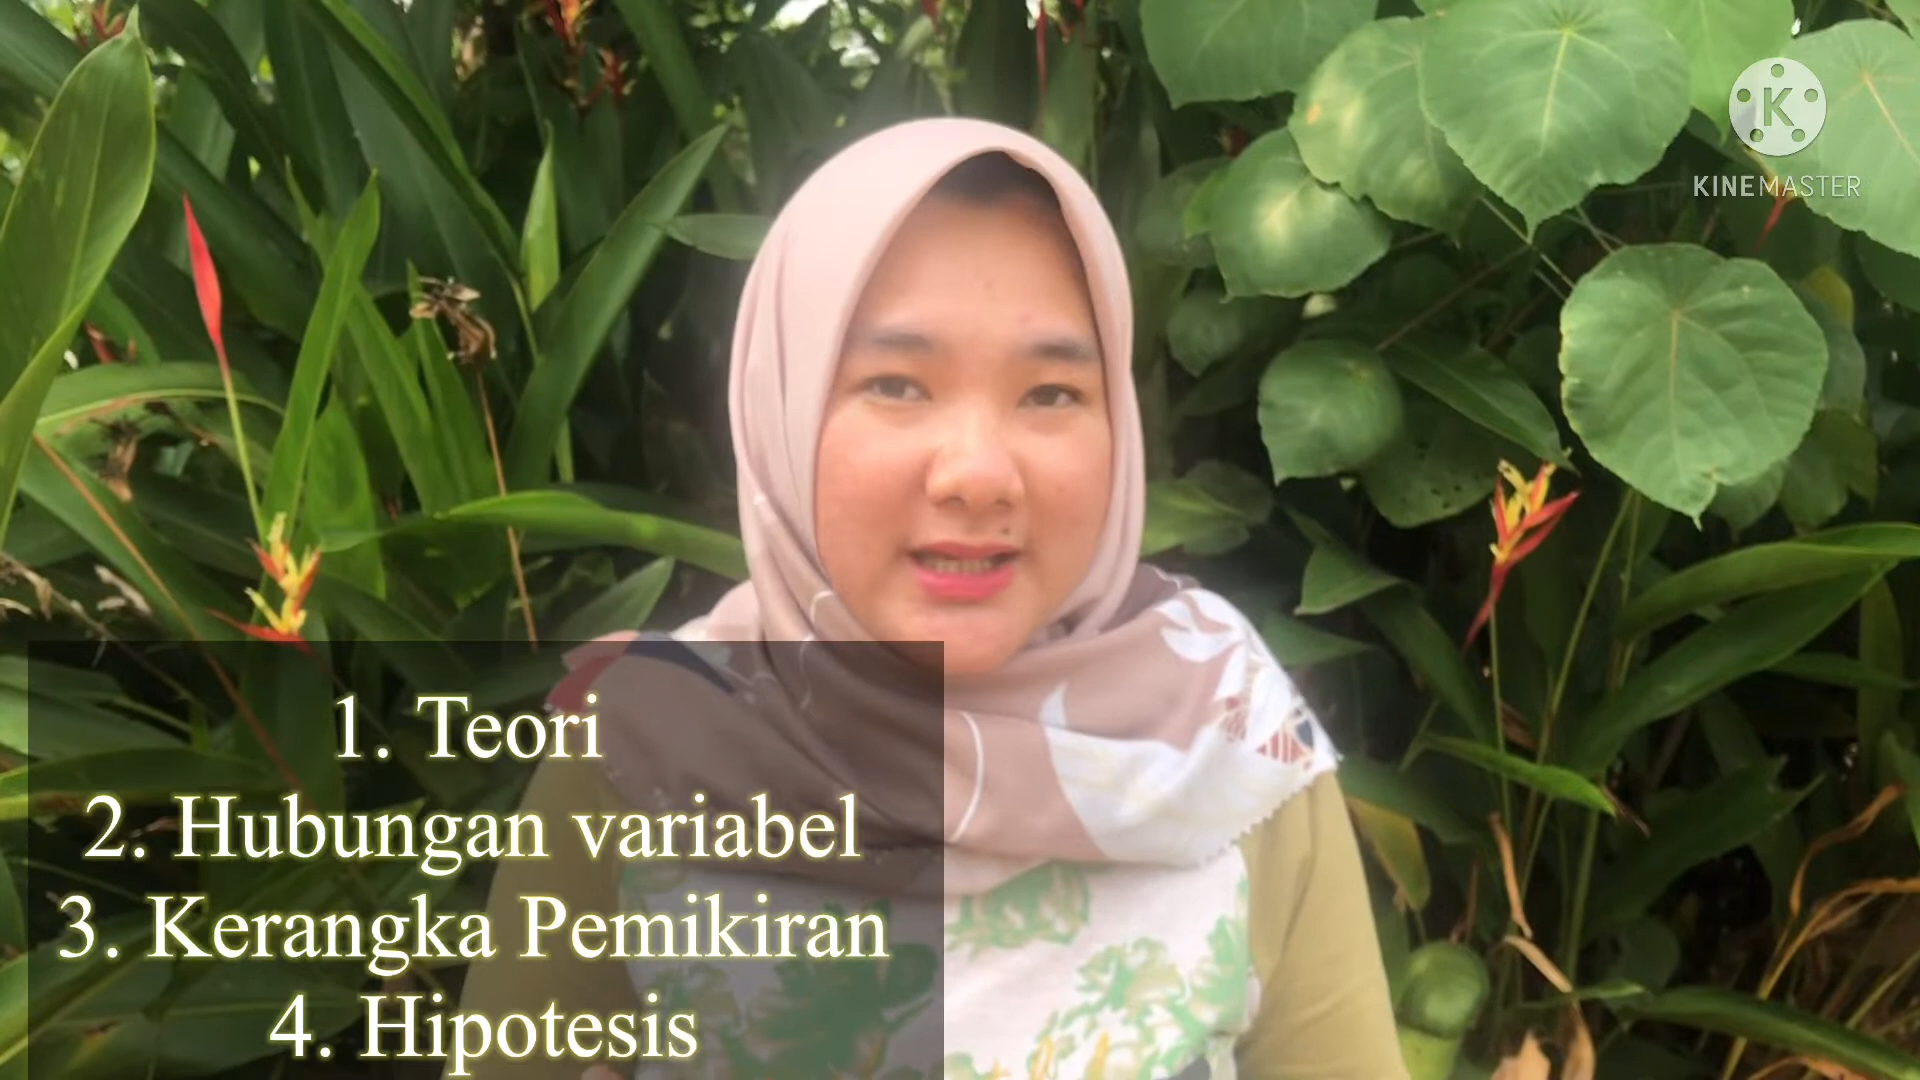 K
KINEMASTER
1. Teori
2. Hubungan variabel
3. Kerangka Pemikiran
4. Hipotesis